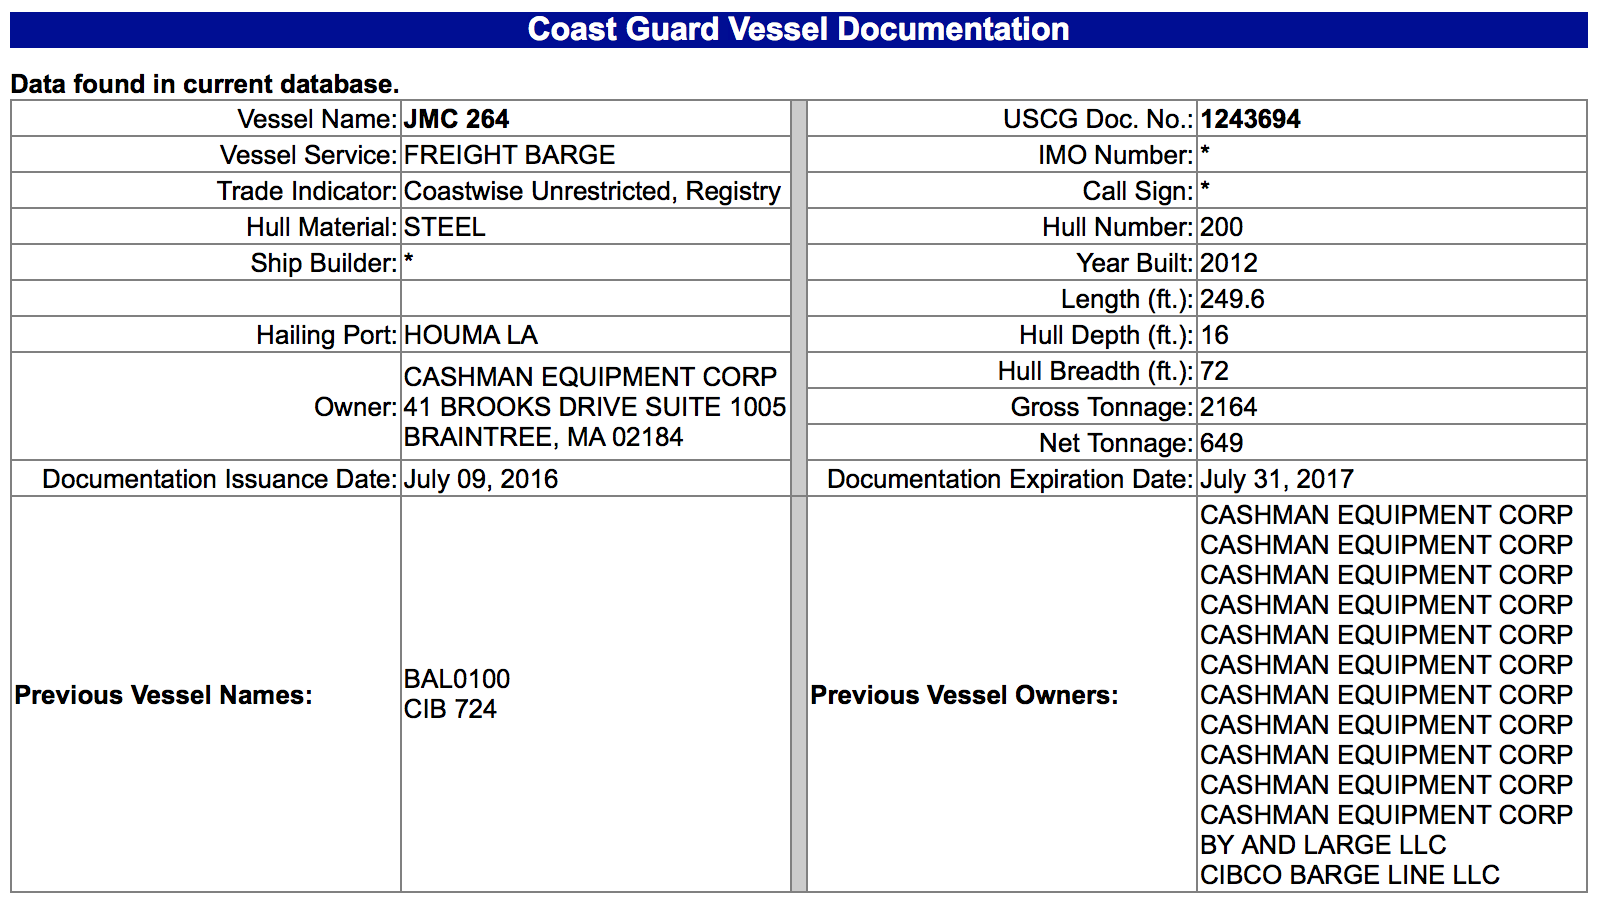 Coast Guard Vessel Documentation
Data found in current database.
Vessel Name: JMC 264 USCG Doc. No.: 1243694
Vessel Service: FREIGHT BARGE IMO Number: *
Trade Indicator: Coastwise Unrestricted, Registry Call Sign: *
Hull Material: STEEL Hull Number: 200
Ship Builder: * Year Built: 2012
Length (ft.): 249.6
Hailing Port: HOUMA LA Hull Depth (ft.): 16
CASHMAN EQUIPMENT CORP Hull Breadth (ft.): 72
Owner: 41 BROOKS DRIVE SUITE 1005 Gross Tonnage: 2164
BRAINTREE, MA 02184 Net Tonnage: 649
Documentation Issuance Date: July 09, 2016 Documentation Expiration Date: July 31, 2017
Previous Vessel Names:
BAL0100
CIB 724
Previous Vessel Owners:
CASHMAN EQUIPMENT CORP
CASHMAN EQUIPMENT CORP
CASHMAN EQUIPMENT CORP
CASHMAN EQUIPMENT CORP
CASHMAN EQUIPMENT CORP
CASHMAN EQUIPMENT CORP
CASHMAN EQUIPMENT CORP
CASHMAN EQUIPMENT CORP
CASHMAN EQUIPMENT CORP
CASHMAN EQUIPMENT CORP
CASHMAN EQUIPMENT CORP
BY AND LARGE LLC
CIBCO BARGE LINE LLC